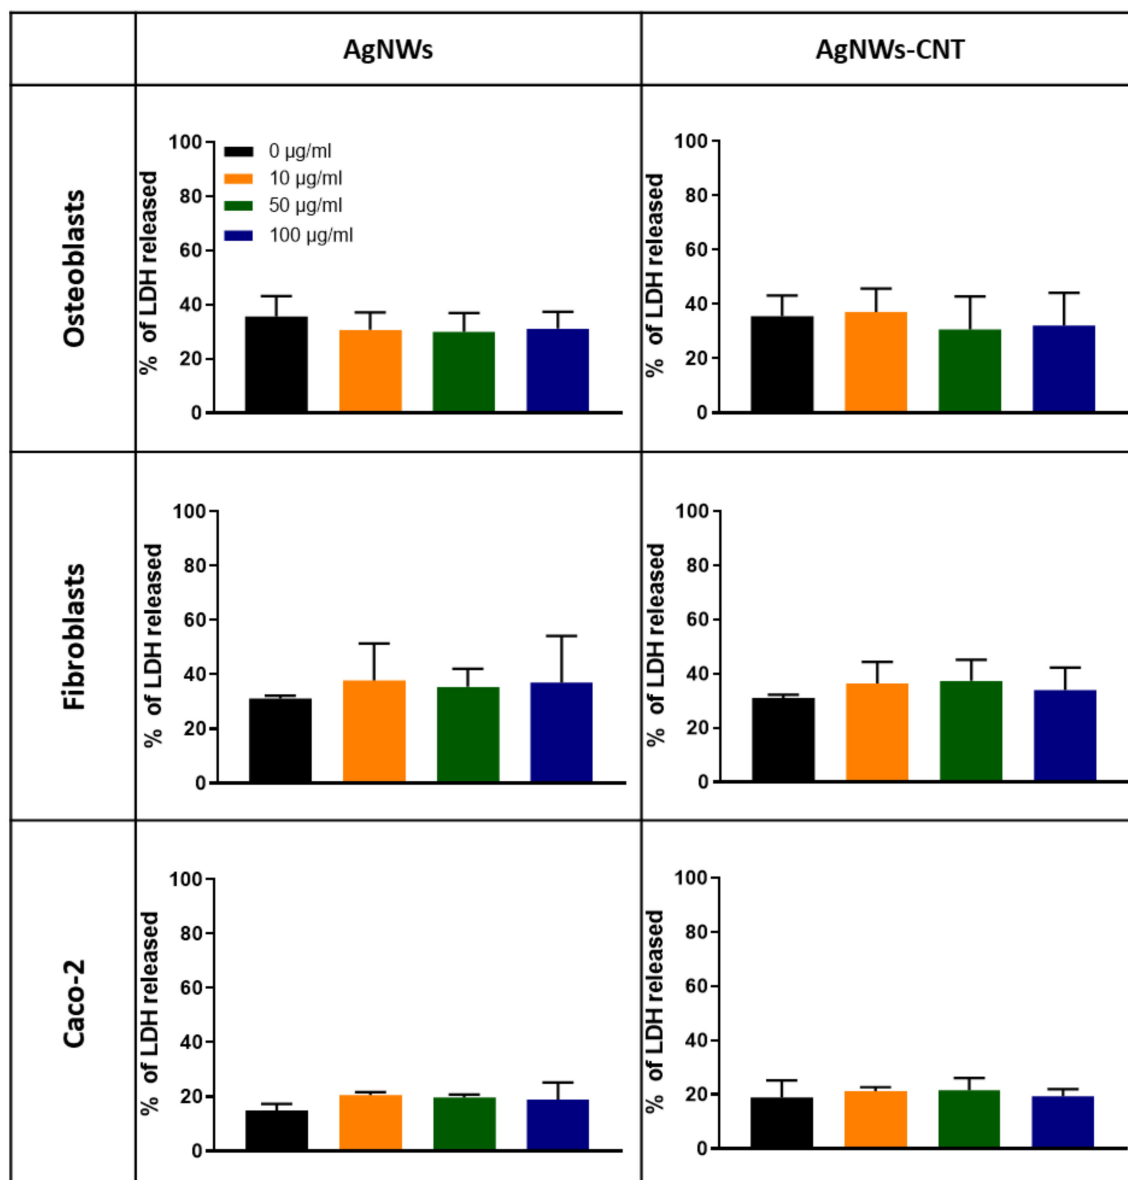 AgNWs
AgNWs-CNT
Osteoblasts
% of LDH released
100
80
60
40
20
0
0 µg/ml
10 µg/ml
50 µg/ml
100 µg/ml
% of LDH released
100
80
60
40
20
0
Fibroblasts
% of LDH released
100
80
60
40
20
0
% of LDH released
100
80
60
40
20
0
Caco-2
% of LDH released
100
80
60
40
20
0
% of LDH released
100
80
60
40
20
0